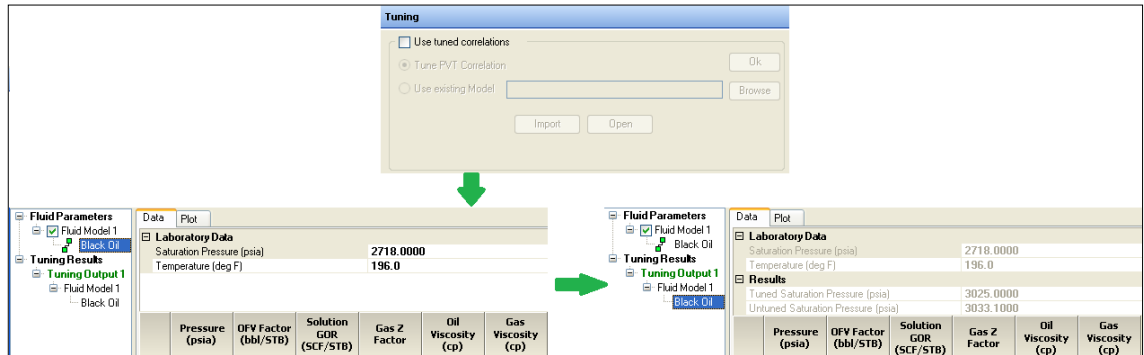 Tuning
Use tuned correlations
Tune PVT Correlation
Ok
Use existing Model
Browse
Import Open
Fluid Parameters
Fluid Model 1
Black Oil
Tuning Results
Tuning Output 1
Fluid Model 1
Black Oil
Data Plot
Laboratory Data
Saturation Pressure (psia) 2718.0000
Temperature (deg F) 196.0
Pressure (psia) OFV Factor (bbl/STB) Solution GOR (SCF/STB) Gas Z Factor Oil Viscosity (cp) Gas Viscosity (cp)
Fluid Parameters
Fluid Model 1
Black Oil
Tuning Results
Tuning Output 1
Fluid Model 1
Black Oil
Data Plot
Laboratory Data
Saturation Pressure (psia) 2718.0000
Temperature (deg F) 196.0
Results
Tuned Saturation Pressure (psia) 3025.0000
Untuned Saturation Pressure (psia) 3033.1000
Pressure (psia) OFV Factor (bbl/STB) Solution GOR (SCF/STB) Gas Z Factor Oil Viscosity (cp) Gas Viscosity (cp)